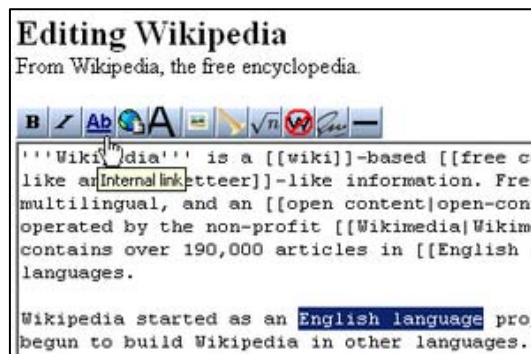 Editing Wikipedia
From Wikipedia, the free encyclopedia.
B I Ab A √n W
'''Wiki dia''' is a [[wiki]]-based [[free c
Internal link
like an etteer]]-like information. Fre
multilingual, and an [[open content|open-con
operated by the non-profit [[Wikimedia|Wikim
contains over 190,000 articles in [[English
languages.
Wikipedia started as an English language pro
begun to build Wikipedia in other languages.